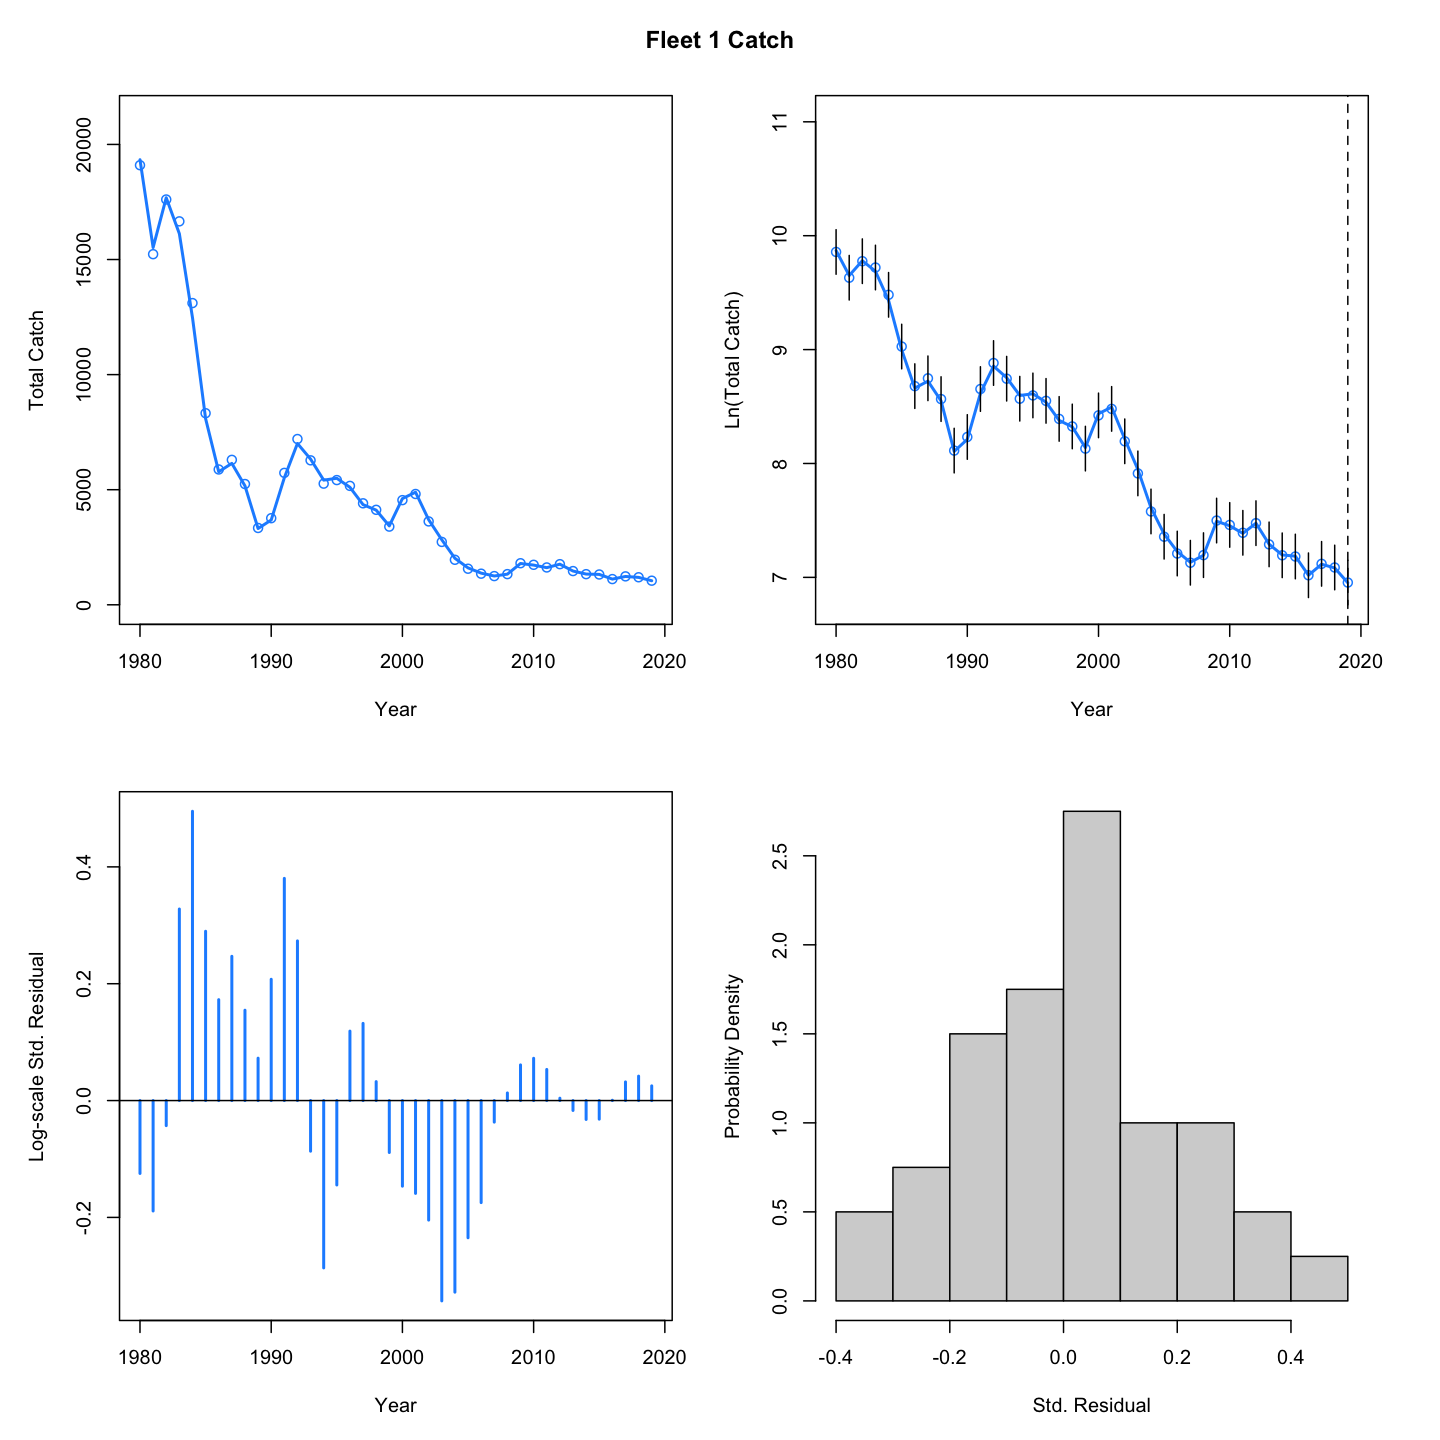 Fleet 1 Catch
Total Catch
20000
15000
10000
5000
0
1980 1990 2000 2010 2020
Year
Ln(Total Catch)
11
10
9
8
7
1980 1990 2000 2010 2020
Year
Log-scale Std. Residual
0.4
0.2
0.0
-0.2
1980 1990 2000 2010 2020
Year
Probability Density
2.5
2.0
1.5
1.0
0.5
0.0
-0.4 -0.2 0.0 0.2 0.4
Std. Residual